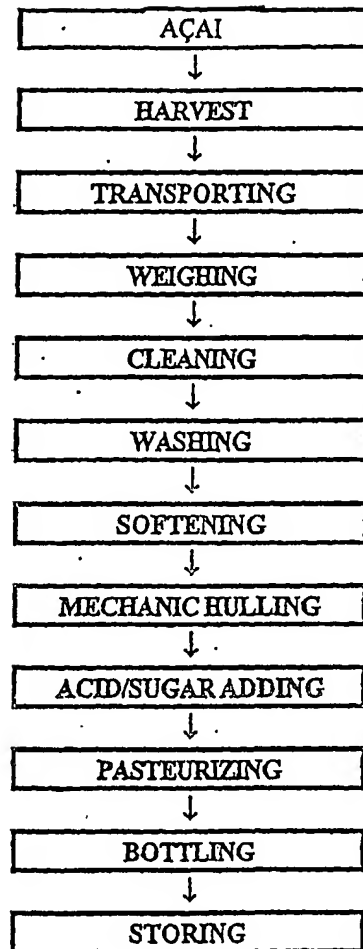 AÇAI
↓
HARVEST
↓
TRANSPORTING
↓
WEIGHING
↓
CLEANING
↓
WASHING
↓
SOFTENING
↓
MECHANIC HULLING
↓
ACID/SUGAR ADDING
↓
PASTEURIZING
↓
BOTTLING
↓
STORING